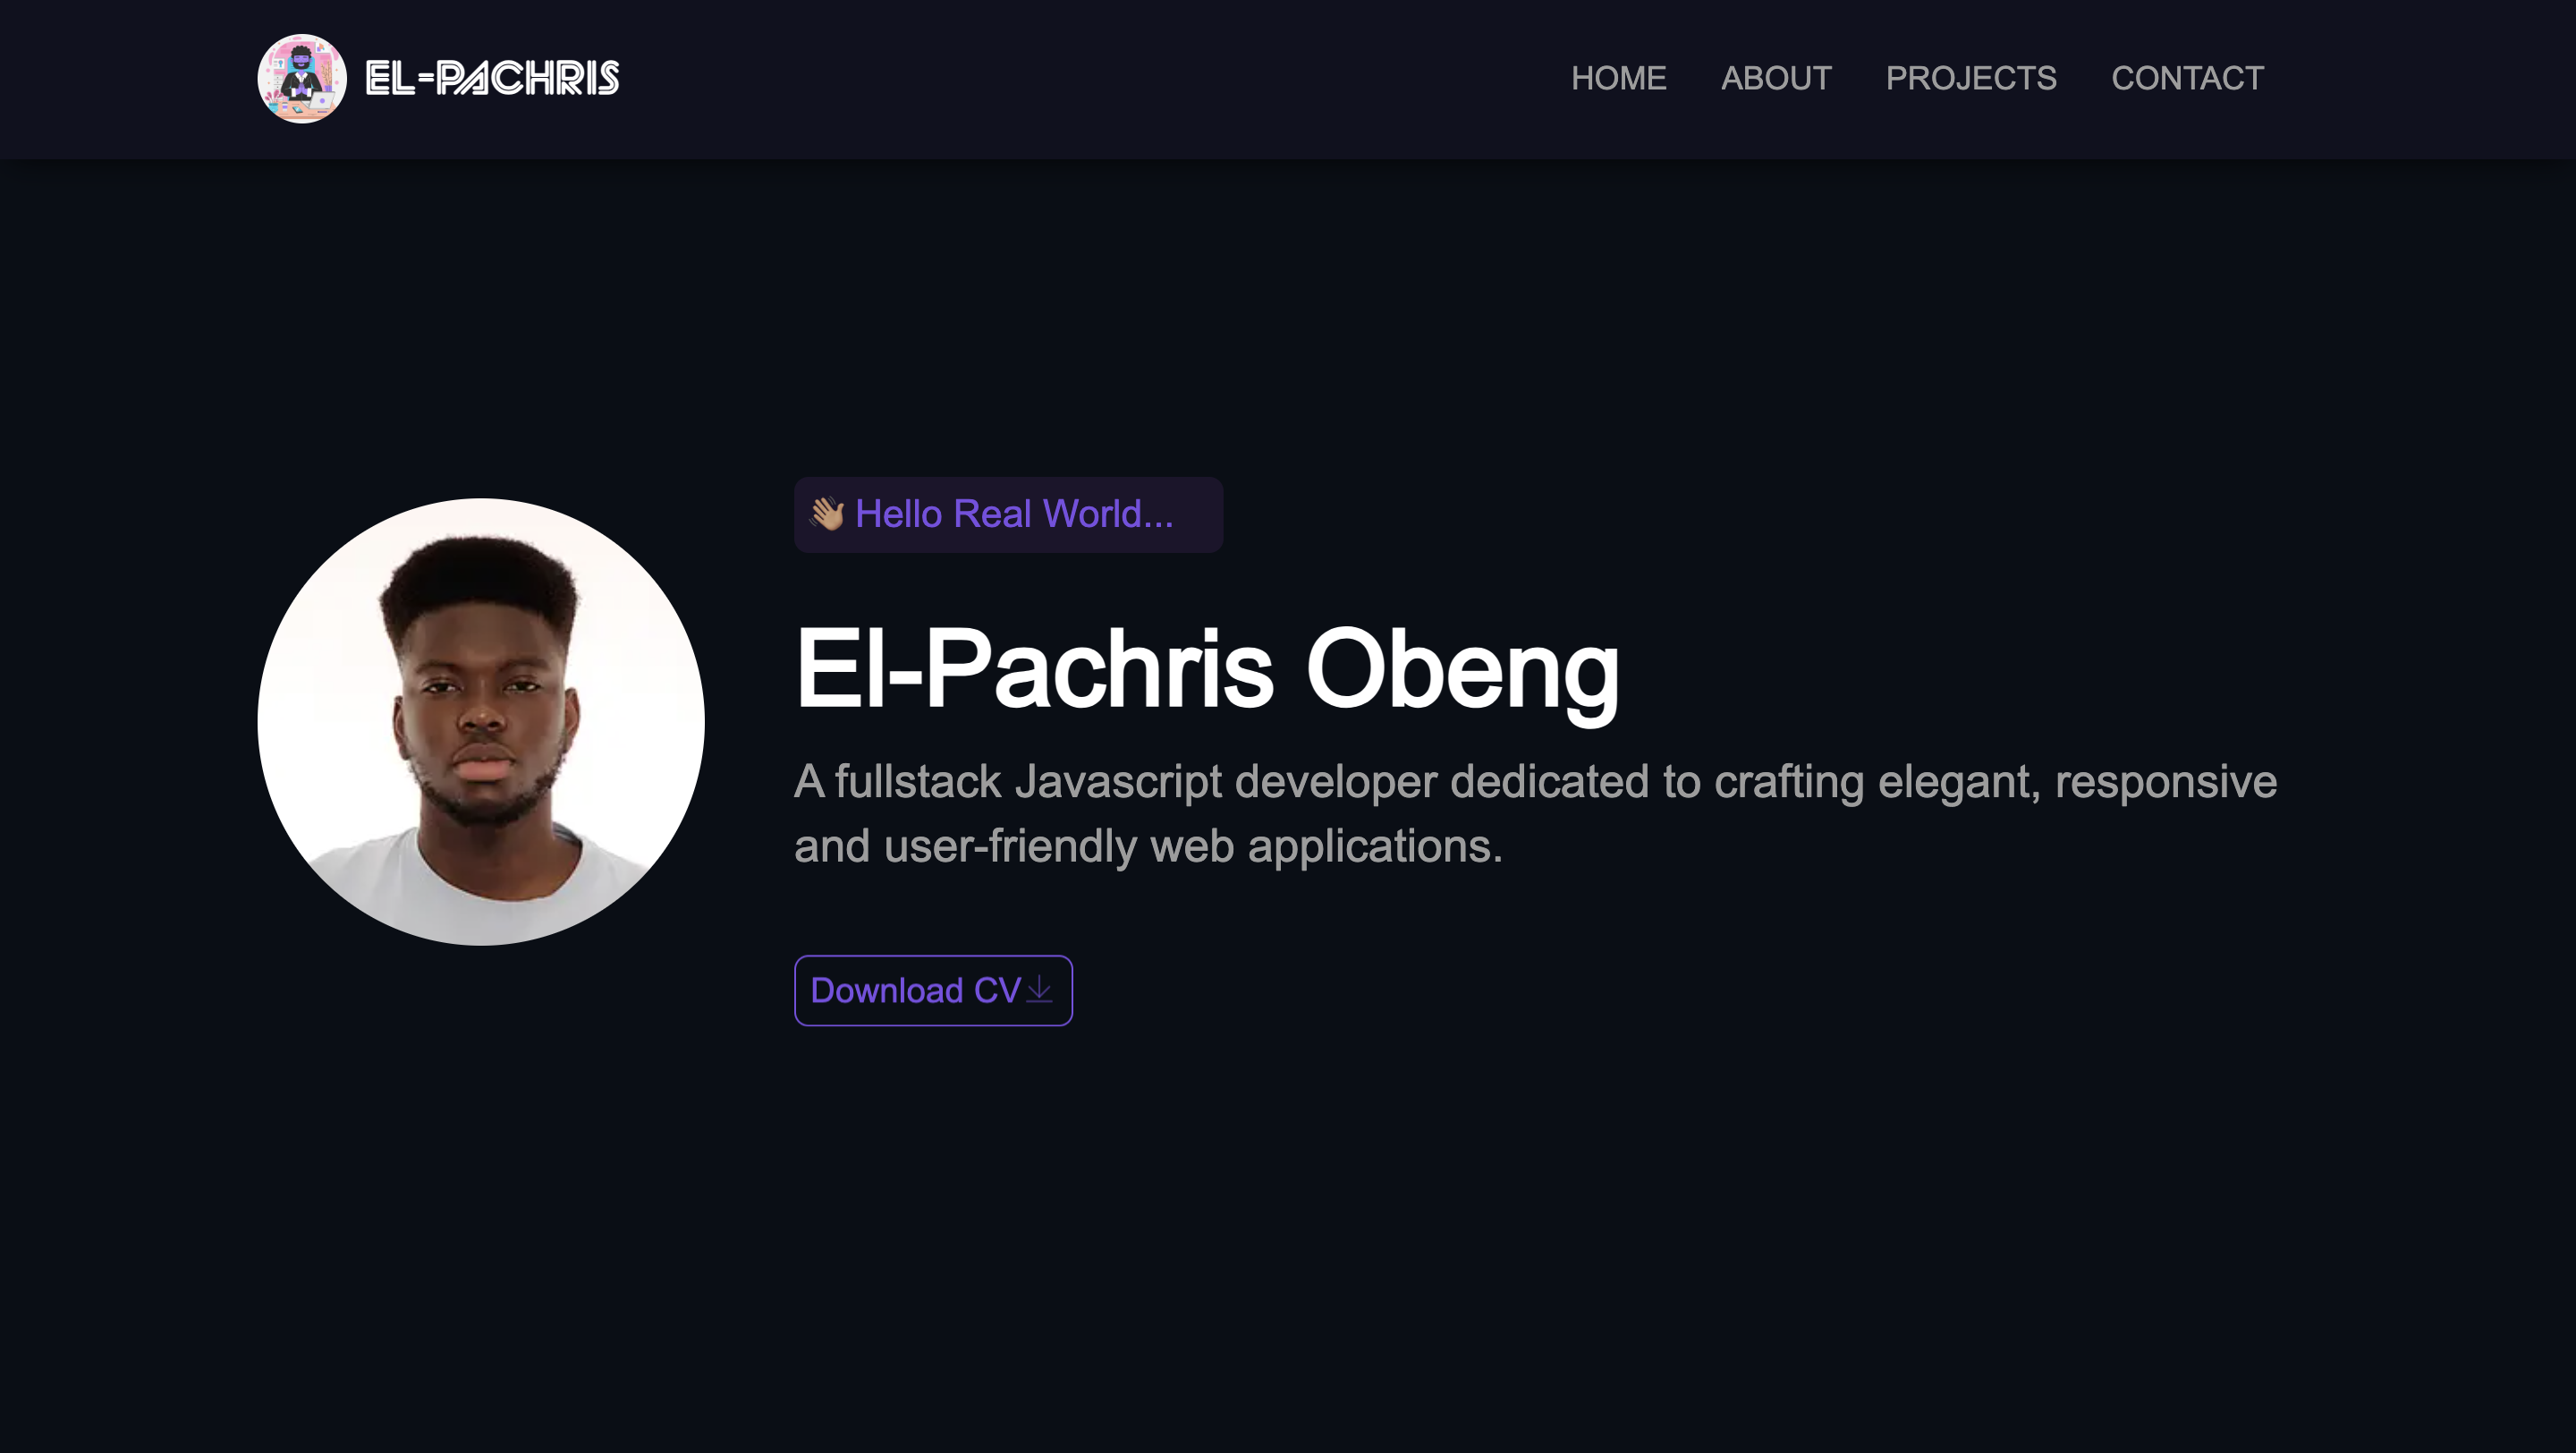 EL-PACHRIS
HOME ABOUT PROJECTS CONTACT
👋🏽 Hello Real World...
El-Pachris Obeng
A fullstack Javascript developer dedicated to crafting elegant, responsive
and user-friendly web applications.
Download CV